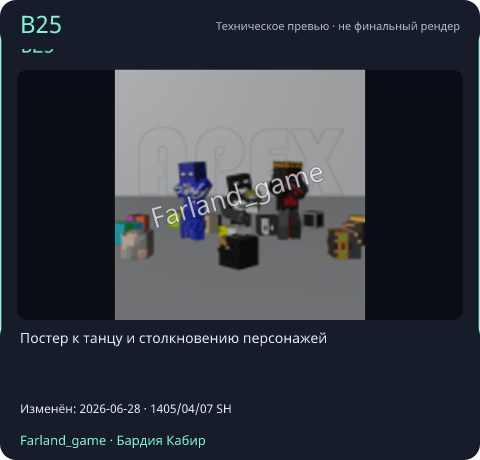 B25
Техническое превью · не финальный рендер
APEX
Farland_game
Постер к танцу и столкновению персонажей
Изменён: 2026-06-28 · 1405/04/07 SH
Farland_game · Бардия Кабир